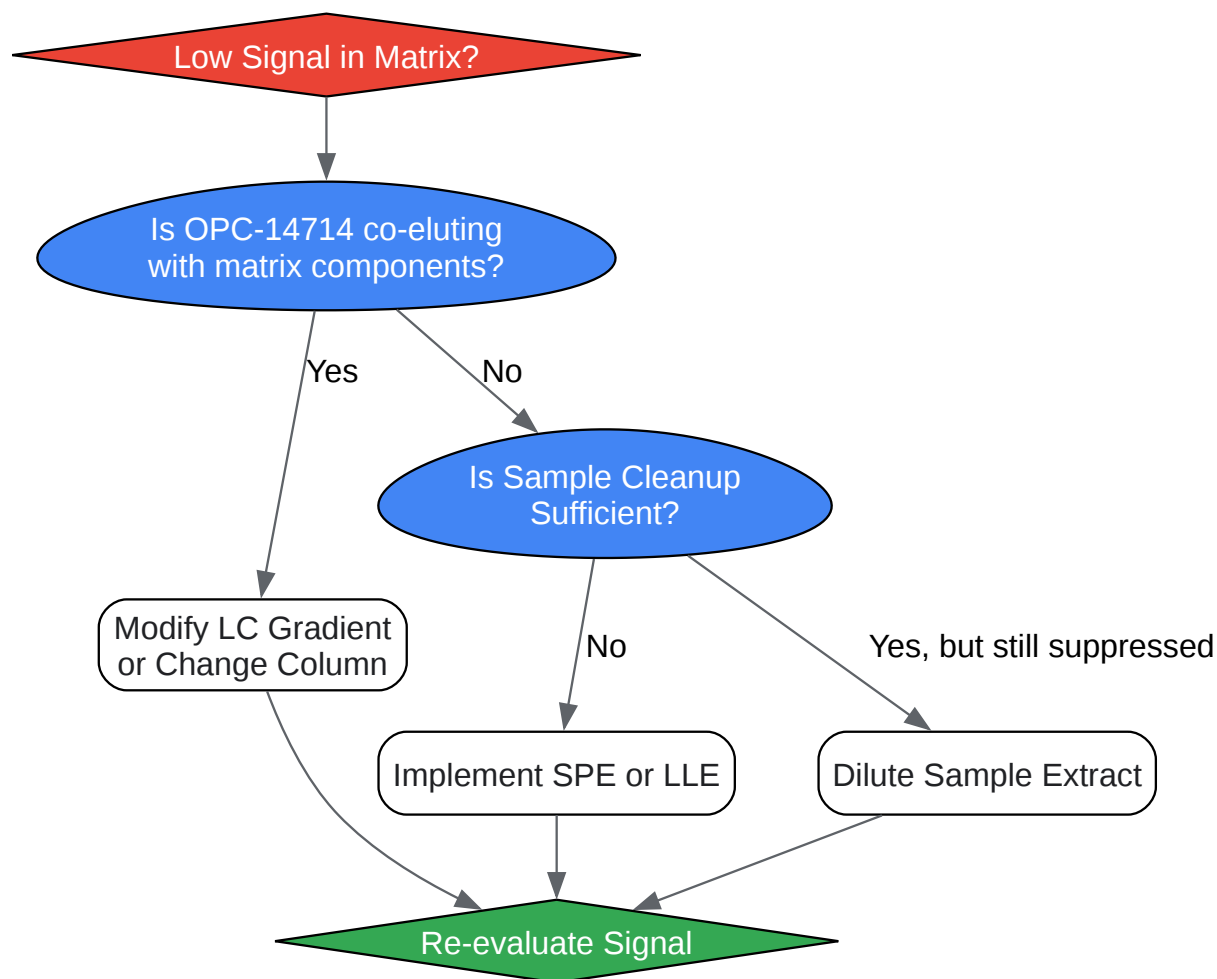 Low Signal in Matrix?
Is OPC-14714 co-eluting
with matrix components?
Yes
No
Is Sample Cleanup
Sufficient?
Modify LC Gradient
or Change Column
No
Yes, but still suppressed
Implement SPE or LLE
Dilute Sample Extract
Re-evaluate Signal